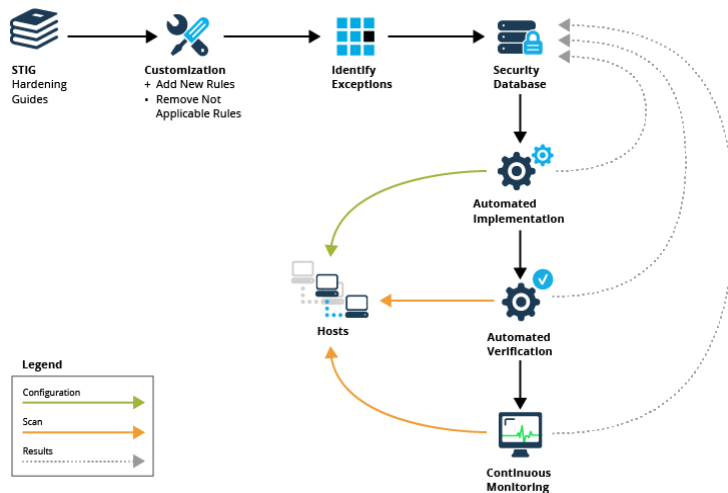 STIG
Hardening
Guides
Customization
+ Add New Rules
• Remove Not
Applicable Rules
Identify
Exceptions
Security
Database
Automated
Implementation
Hosts
Automated
Verification
Legend
Configuration
Scan
Results
Continuous
Monitoring